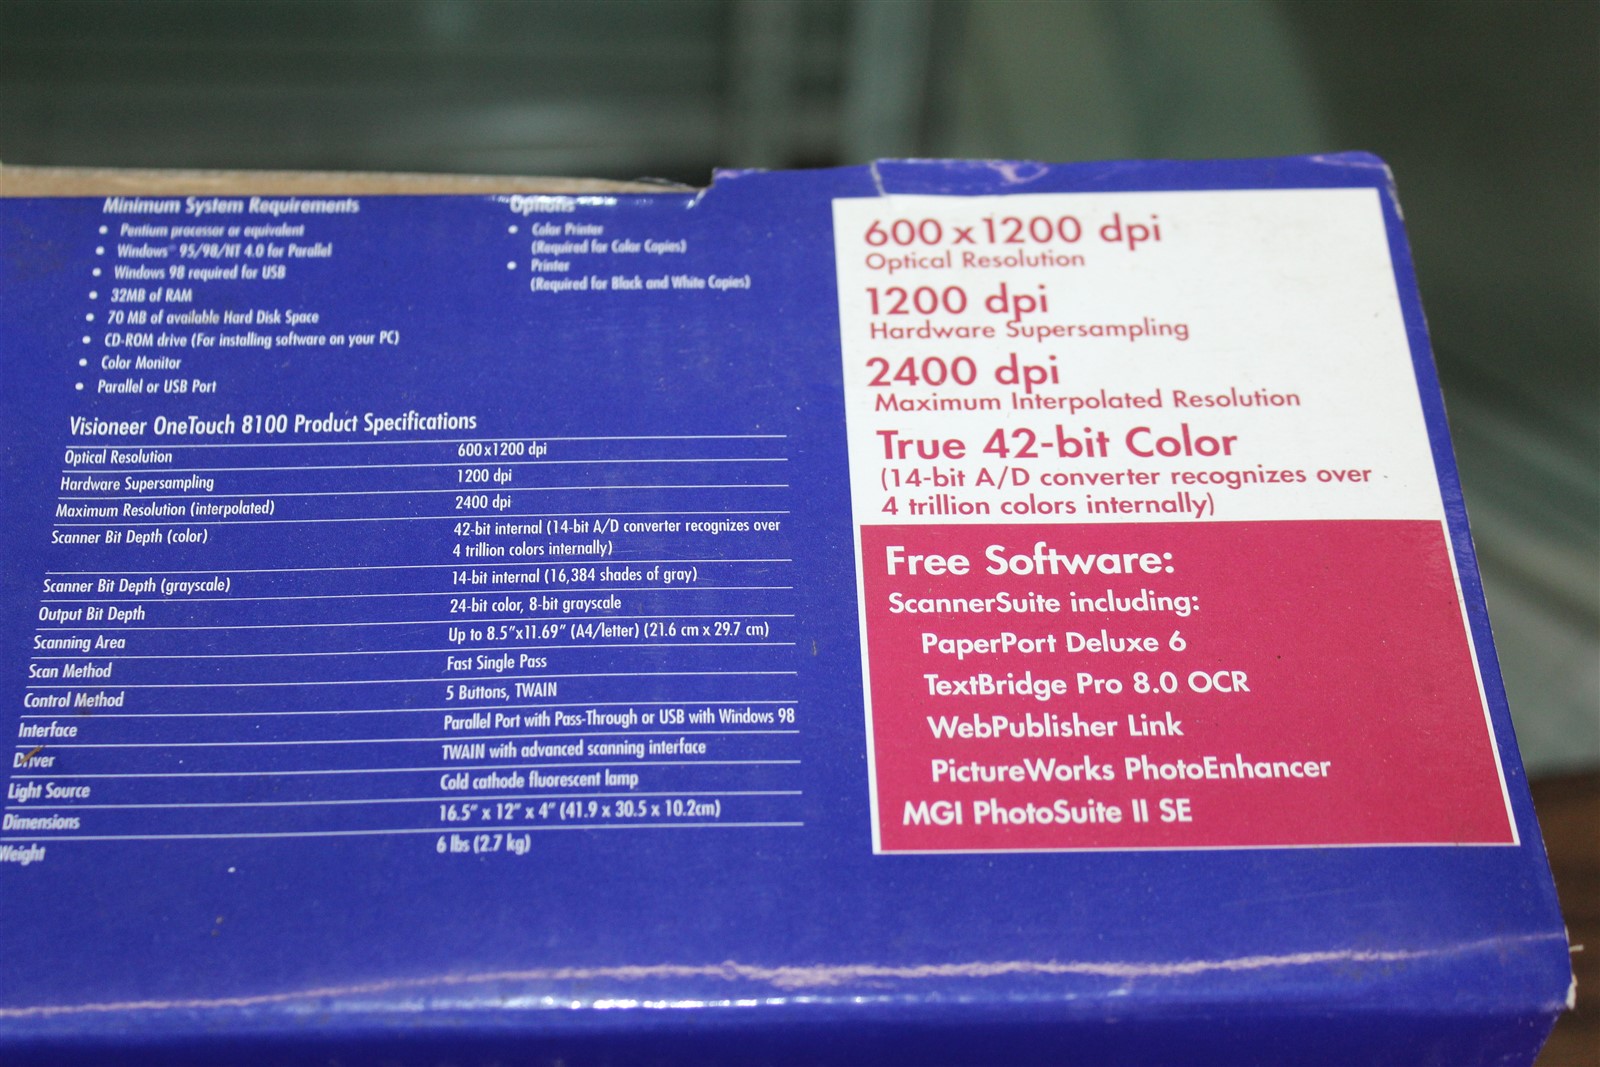 Minimum System Requirements
• Pentium processor or equivalent
• Windows™ 95/98/NT 4.0 for Parallel
• Windows 98 required for USB
• 32MB of RAM
• 70 MB of available Hard Disk Space
• CD-ROM drive (For installing software on your PC)
• Color Monitor
• Parallel or USB Port
Options
• Color Printer
(Required for Color Copies)
• Printer
(Required for Black and White Copies)
Visioneer OneTouch 8100 Product Specifications
Optical Resolution 600x1200 dpi
Hardware Supersampling 1200 dpi
Maximum Resolution (interpolated) 2400 dpi
Scanner Bit Depth (color) 42-bit internal (14-bit A/D converter recognizes over
4 trillion colors internally)
Scanner Bit Depth (grayscale) 14-bit internal (16,384 shades of gray)
Output Bit Depth 24-bit color, 8-bit grayscale
Scanning Area Up to 8.5"x11.69" (A4/letter) (21.6 cm x 29.7 cm)
Scan Method Fast Single Pass
Control Method 5 Buttons, TWAIN
Interface Parallel Port with Pass-Through or USB with Windows 98
Driver TWAIN with advanced scanning interface
Light Source Cold cathode fluorescent lamp
Dimensions 16.5" x 12" x 4" (41.9 x 30.5 x 10.2cm)
Weight 6 lbs (2.7 kg)
600x1200 dpi
Optical Resolution
1200 dpi
Hardware Supersampling
2400 dpi
Maximum Interpolated Resolution
True 42-bit Color
(14-bit A/D converter recognizes over
4 trillion colors internally)
Free Software:
ScannerSuite including:
PaperPort Deluxe 6
TextBridge Pro 8.0 OCR
WebPublisher Link
PictureWorks PhotoEnhancer
MGI PhotoSuite II SE